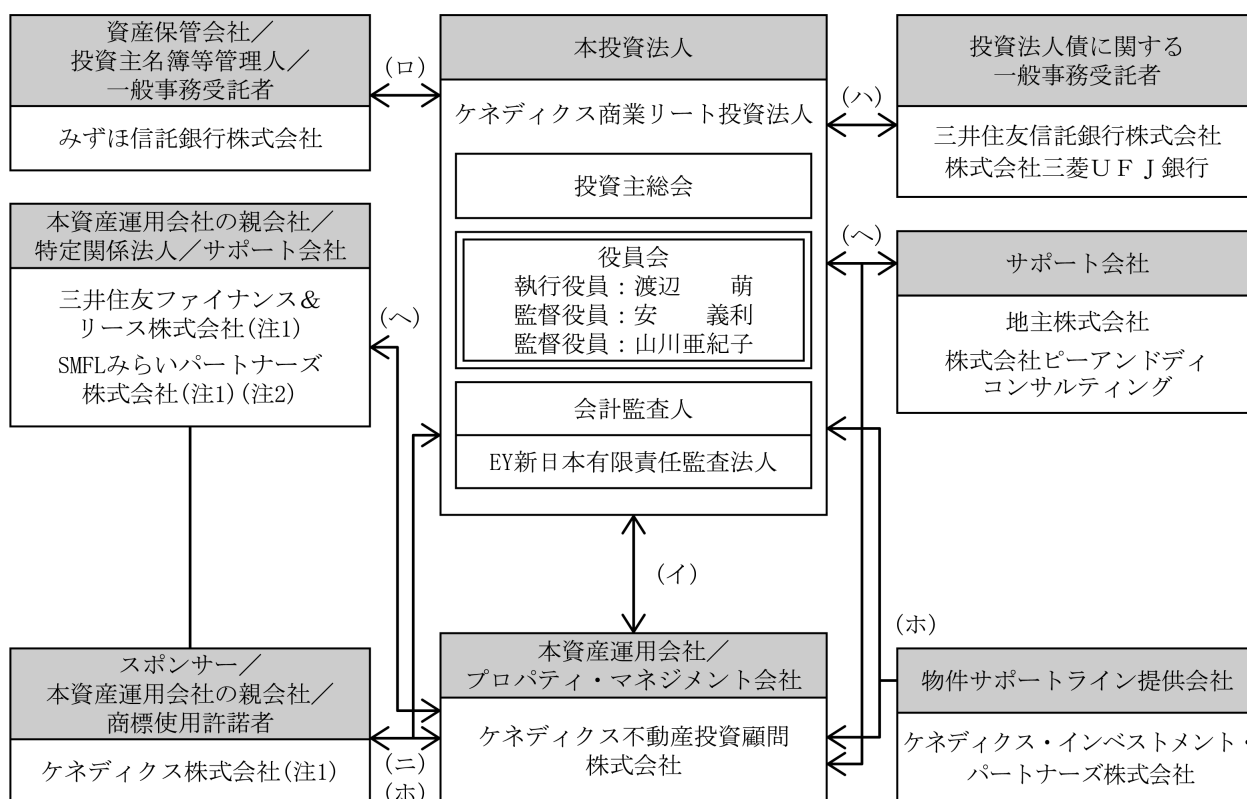 資産保管会社／
投資主名簿等管理人／
一般事務受託者
みずほ信託銀行株式会社
(ロ)
本投資法人
ケネディクス商業リート投資法人
投資主総会
役員会
執行役員：渡辺　　萌
監督役員：安　　義利
監督役員：山川亜紀子
会計監査人
EY新日本有限責任監査法人
(ハ)
投資法人債に関する
一般事務受託者
三井住友信託銀行株式会社
株式会社三菱ＵＦＪ銀行
本資産運用会社の親会社／
特定関係法人／サポート会社
三井住友ファイナンス＆
リース株式会社(注1)
SMFLみらいパートナーズ
株式会社(注1)(注2)
(ヘ)
(ヘ)
サポート会社
地主株式会社
株式会社ピーアンドディ
コンサルティング
(イ)
スポンサー／
本資産運用会社の親会社／
商標使用許諾者
ケネディクス株式会社(注1)
(ニ)
(ホ)
本資産運用会社／
プロパティ・マネジメント会社
ケネディクス不動産投資顧問
株式会社
(ホ)
物件サポートライン提供会社
ケネディクス・インベストメント・
パートナーズ株式会社